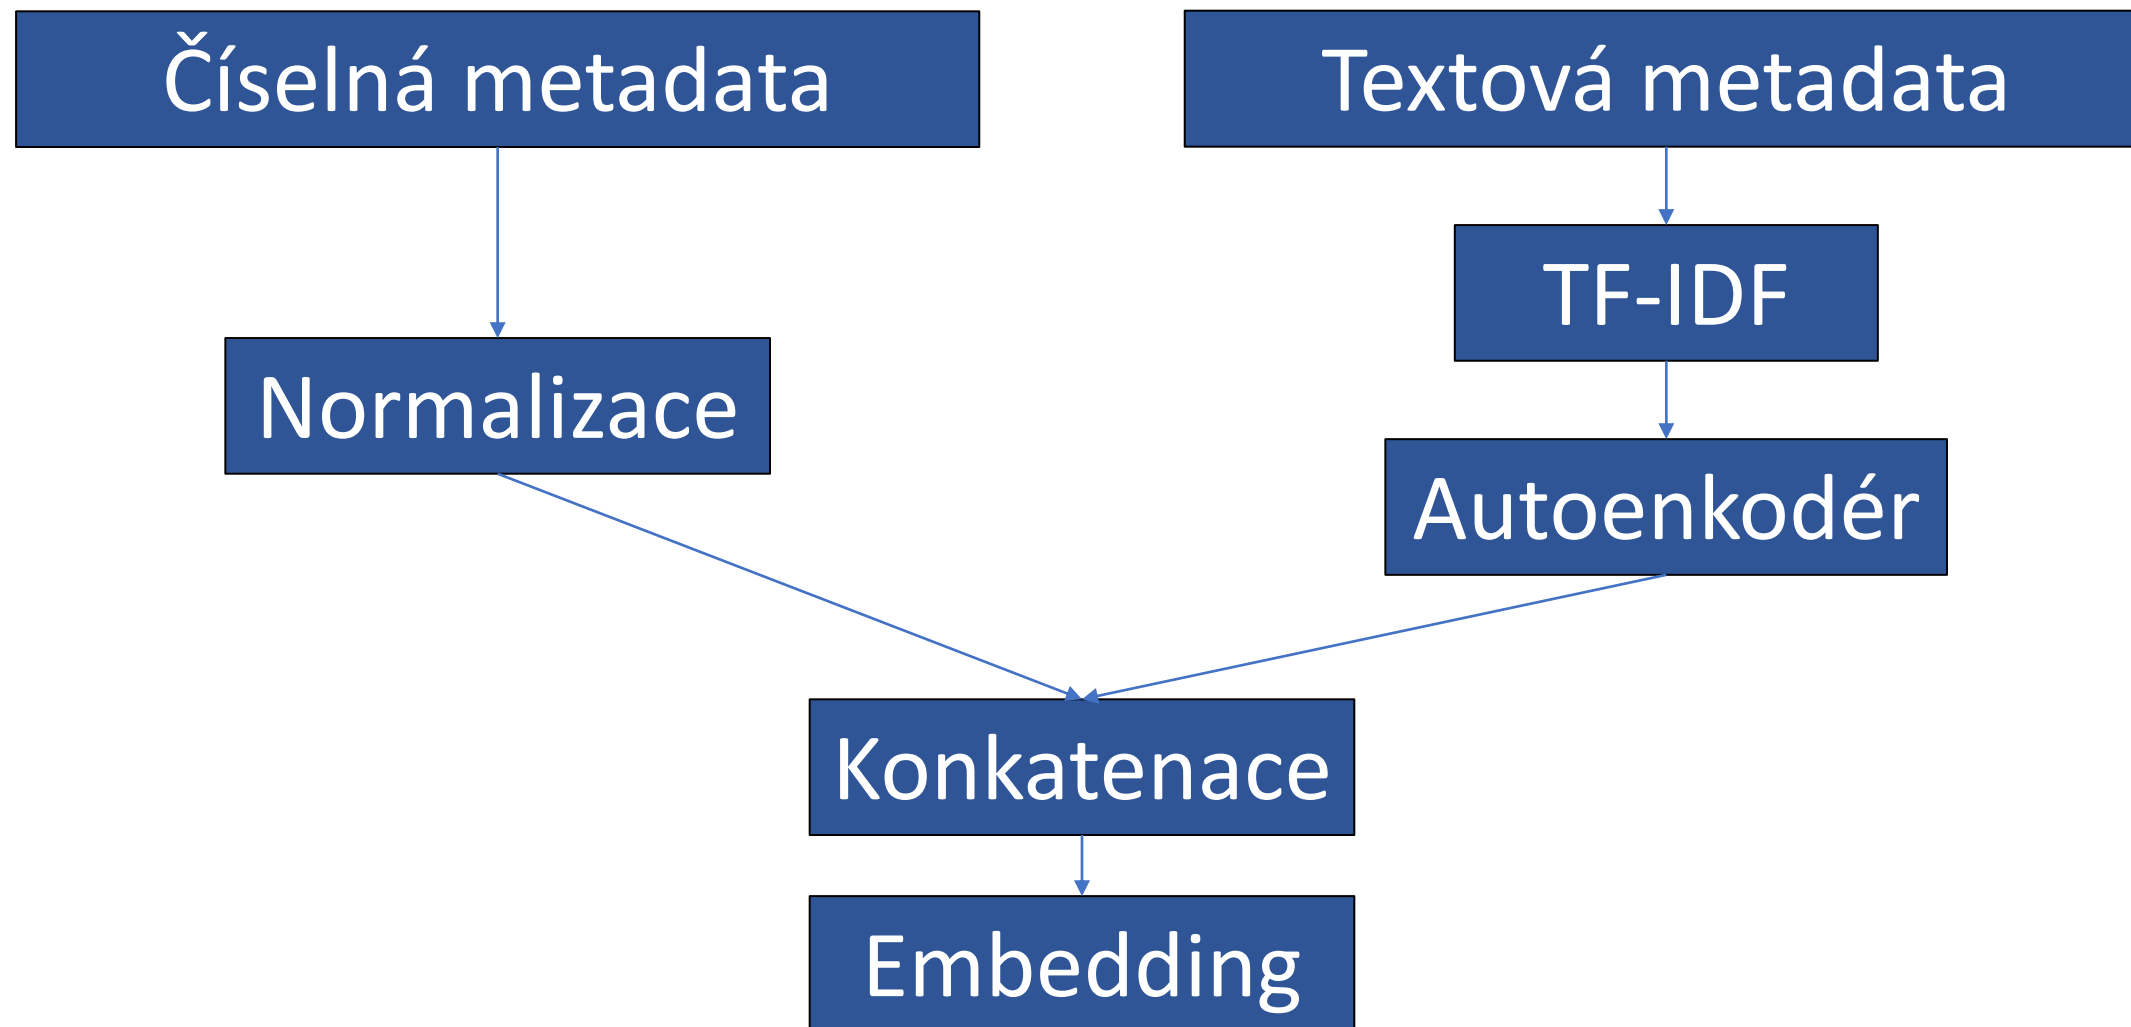 Číselná metadata
Textová metadata
TF-IDF
Normalizace
Autoenkodér
Konkatenace
Embedding